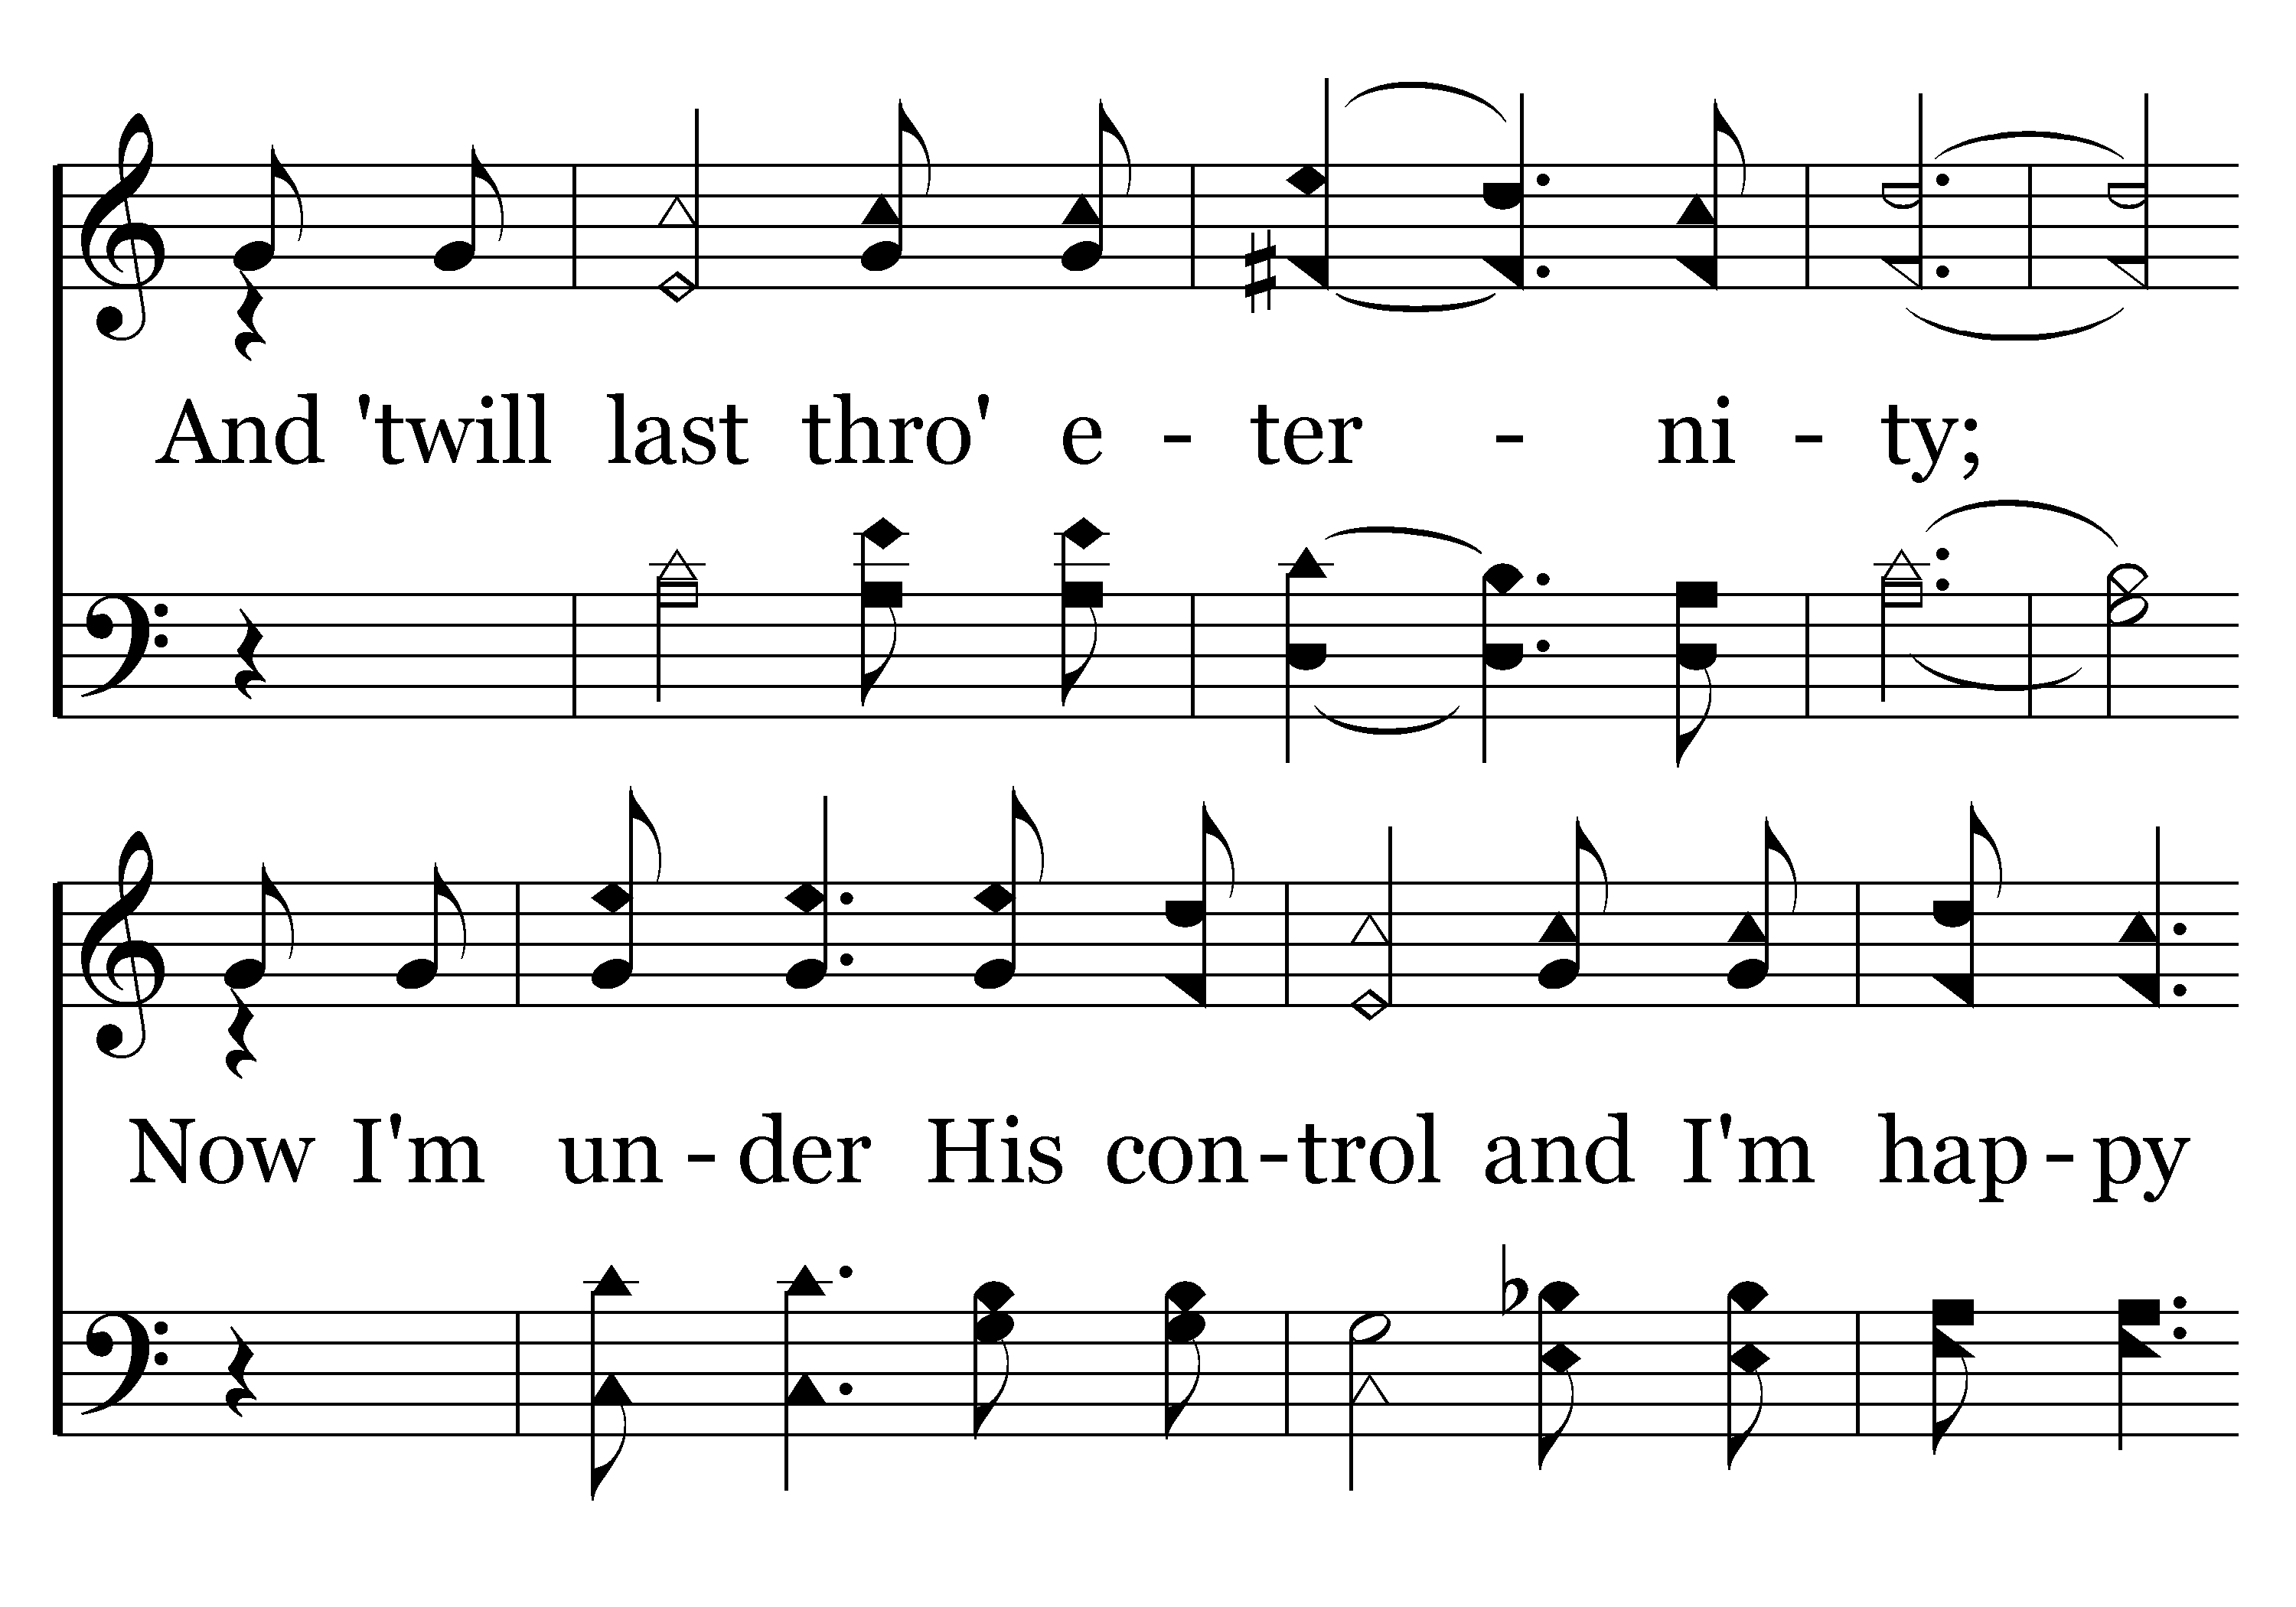 And 'twill last thro' e - ter - ni - ty;
Now I'm un - der His con - trol and I'm hap - py